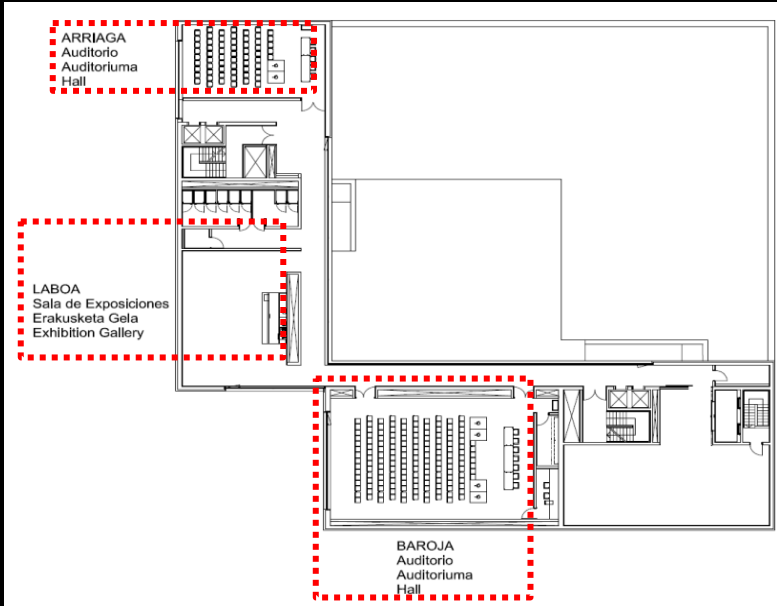 ARRIAGA
Auditorio
Auditoriuma
Hall
LABOA
Sala de Exposiciones
Erakusketa Gela
Exhibition Gallery
BAROJA
Auditorio
Auditoriuma
Hall